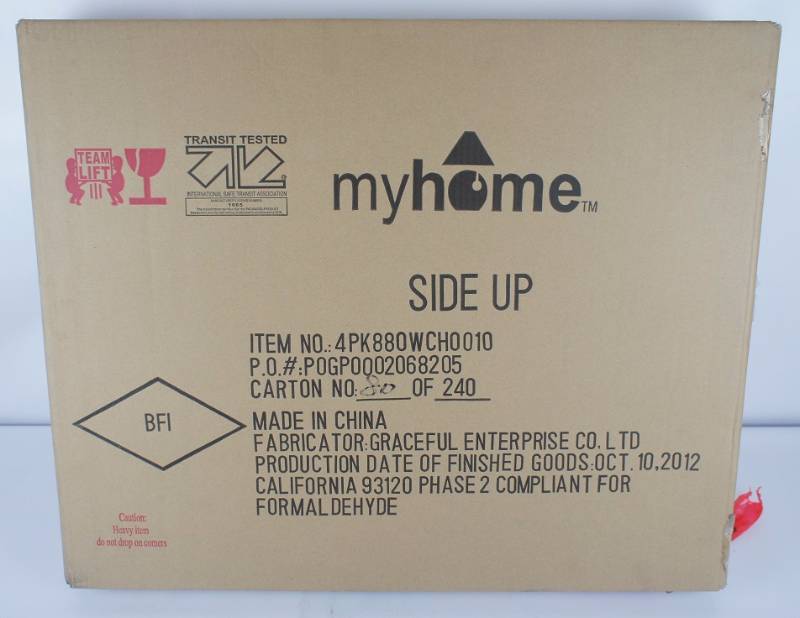 TEAM
LIFT
TRANSIT TESTED
INTERNATIONAL SAFE TRANSIT ASSOCIATION
myhome TM
SIDE UP
ITEM NO.: 4PK880WCH0010
P.O.#:POGP0002068205
CARTON NO: 80 OF 240
BFI
MADE IN CHINA
FABRICATOR:GRACEFUL ENTERPRISE CO. LTD
PRODUCTION DATE OF FINISHED GOODS:OCT. 10,2012
CALIFORNIA 93120 PHASE 2 COMPLIANT FOR
FORMALDEHYDE
Caution:
Heavy item
do not drop on corners